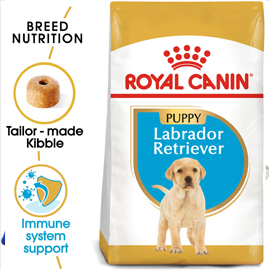 BREED
NUTRITION
Tailor - made
Kibble
Immune
system
support
ROYAL CANIN
PUPPY
Labrador
Retriever